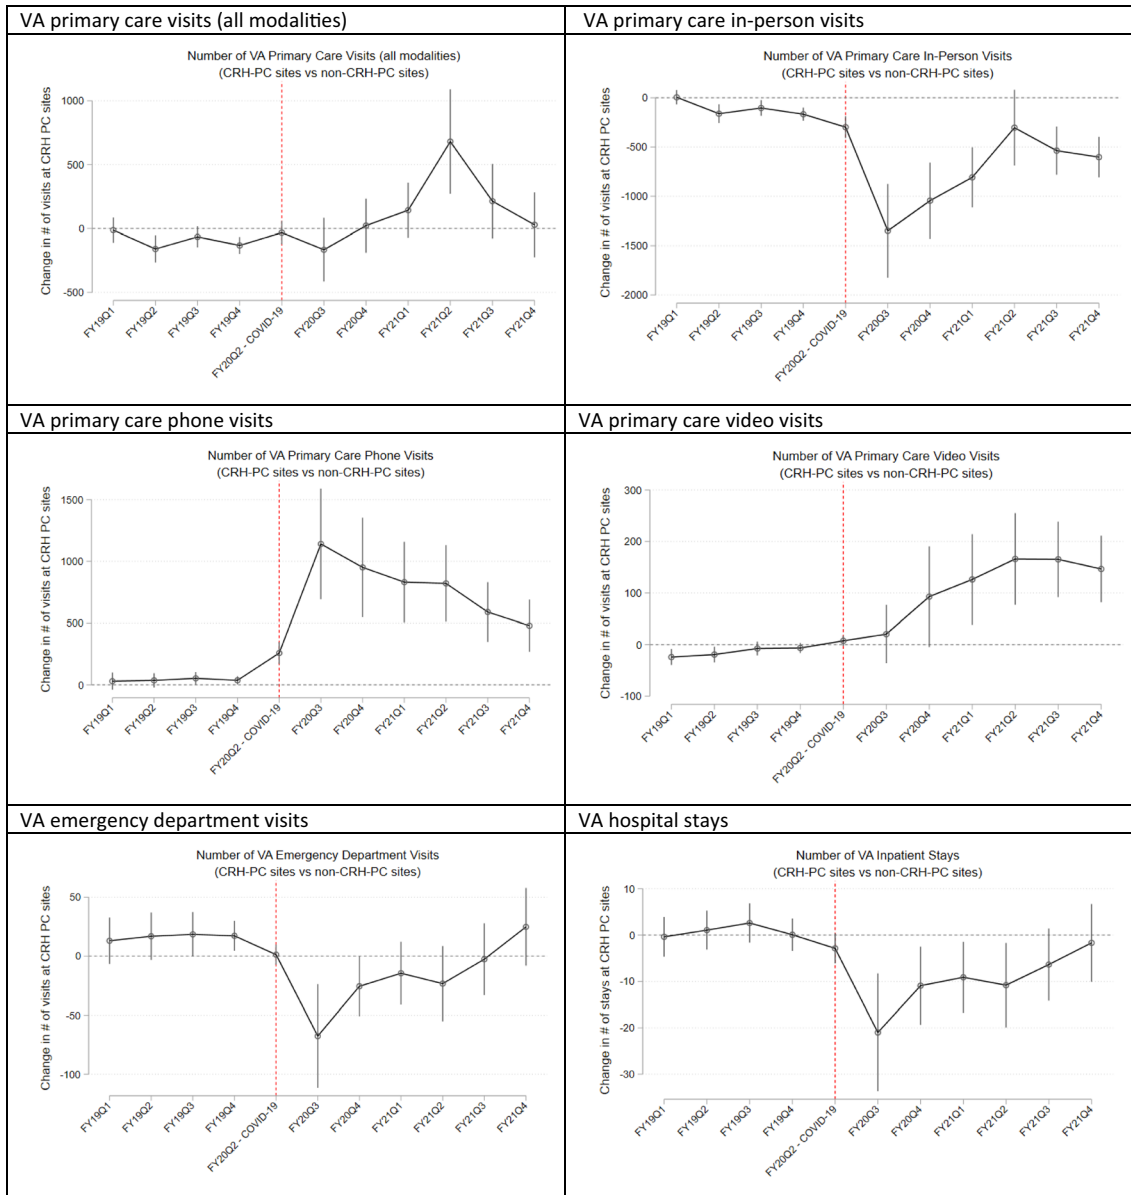 VA primary care visits (all modalities)
Number of VA Primary Care Visits (all modalities)
(CRH-PC sites vs non-CRH-PC sites)
Change in # of visits at CRH PC sites
1000
500
0
-500
FY19Q1
FY19Q2
FY19Q3
FY19Q4
FY20Q2 - COVID-19
FY20Q3
FY20Q4
FY21Q1
FY21Q2
FY21Q3
FY21Q4
VA primary care in-person visits
Number of VA Primary Care In-Person Visits
(CRH-PC sites vs non-CRH-PC sites)
Change in # of visits at CRH PC sites
0
-500
-1000
-1500
-2000
FY19Q1
FY19Q2
FY19Q3
FY19Q4
FY20Q2 - COVID-19
FY20Q3
FY20Q4
FY21Q1
FY21Q2
FY21Q3
FY21Q4
VA primary care phone visits
Number of VA Primary Care Phone Visits
(CRH-PC sites vs non-CRH-PC sites)
Change in # of visits at CRH PC sites
1500
1000
500
0
FY19Q1
FY19Q2
FY19Q3
FY19Q4
FY20Q2 - COVID-19
FY20Q3
FY20Q4
FY21Q1
FY21Q2
FY21Q3
FY21Q4
VA primary care video visits
Number of VA Primary Care Video Visits
(CRH-PC sites vs non-CRH-PC sites)
Change in # of visits at CRH PC sites
300
200
100
0
-100
FY19Q1
FY19Q2
FY19Q3
FY19Q4
FY20Q2 - COVID-19
FY20Q3
FY20Q4
FY21Q1
FY21Q2
FY21Q3
FY21Q4
VA emergency department visits
Number of VA Emergency Department Visits
(CRH-PC sites vs non-CRH-PC sites)
Change in # of visits at CRH PC sites
50
0
-50
-100
FY19Q1
FY19Q2
FY19Q3
FY19Q4
FY20Q2 - COVID-19
FY20Q3
FY20Q4
FY21Q1
FY21Q2
FY21Q3
FY21Q4
VA hospital stays
Number of VA Inpatient Stays
(CRH-PC sites vs non-CRH-PC sites)
Change in # of stays at CRH PC sites
10
0
-10
-20
-30
FY19Q1
FY19Q2
FY19Q3
FY19Q4
FY20Q2 - COVID-19
FY20Q3
FY20Q4
FY21Q1
FY21Q2
FY21Q3
FY21Q4